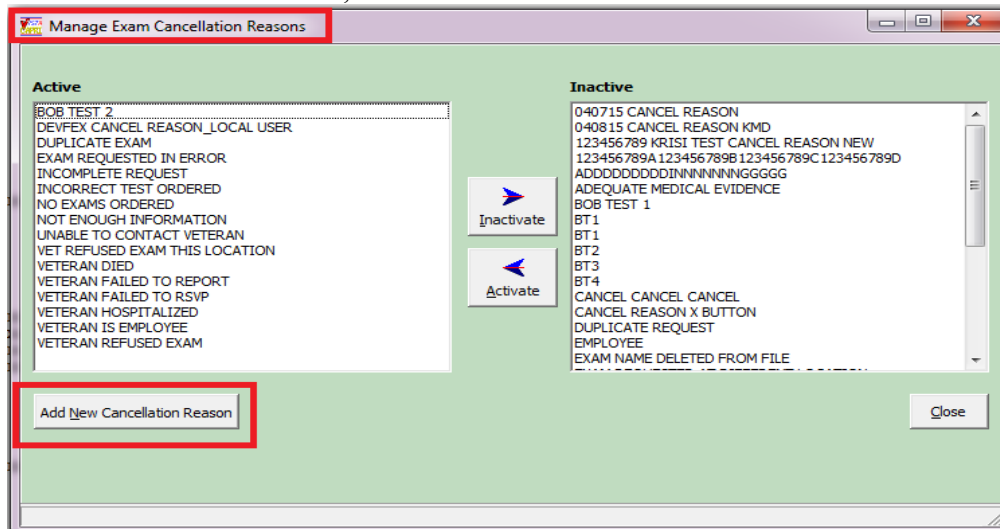 Manage Exam Cancellation Reasons
Active
BOB TEST 2
DEVFEX CANCEL REASON_LOCAL USER
DUPLICATE EXAM
EXAM REQUESTED IN ERROR
INCOMPLETE REQUEST
INCORRECT TEST ORDERED
NO EXAMS ORDERED
NOT ENOUGH INFORMATION
UNABLE TO CONTACT VETERAN
VET REFUSED EXAM THIS LOCATION
VETERAN DIED
VETERAN FAILED TO REPORT
VETERAN FAILED TO RSVP
VETERAN HOSPITALIZED
VETERAN IS EMPLOYEE
VETERAN REFUSED EXAM
Inactivate
Activate
Inactive
040715 CANCEL REASON
040815 CANCEL REASON KMD
123456789 KRISI TEST CANCEL REASON NEW
123456789A123456789B123456789C123456789D
ADDDDDDDDDINNNNNNNGGGGG
ADEQUATE MEDICAL EVIDENCE
BOB TEST 1
BT1
BT1
BT2
BT3
BT4
CANCEL CANCEL CANCEL
CANCEL REASON X BUTTON
DUPLICATE REQUEST
EMPLOYEE
EXAM NAME DELETED FROM FILE
Add New Cancellation Reason
Close